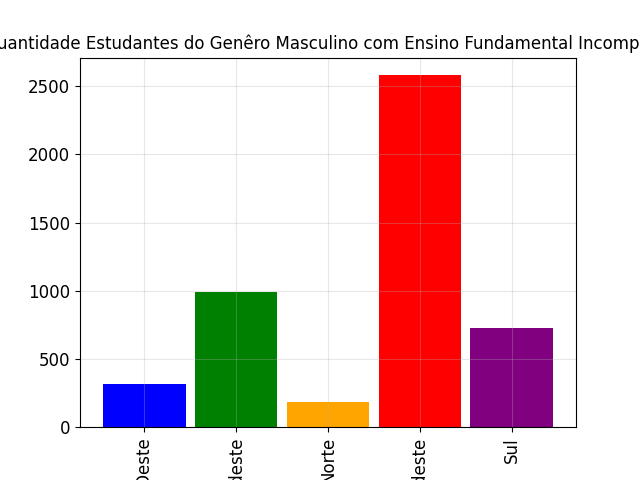 uantidade Estudantes do Genêro Masculino com Ensino Fundamental Incomp
2500
2000
1500
1000
500
0
Oeste
deste
Norte
deste
Sul